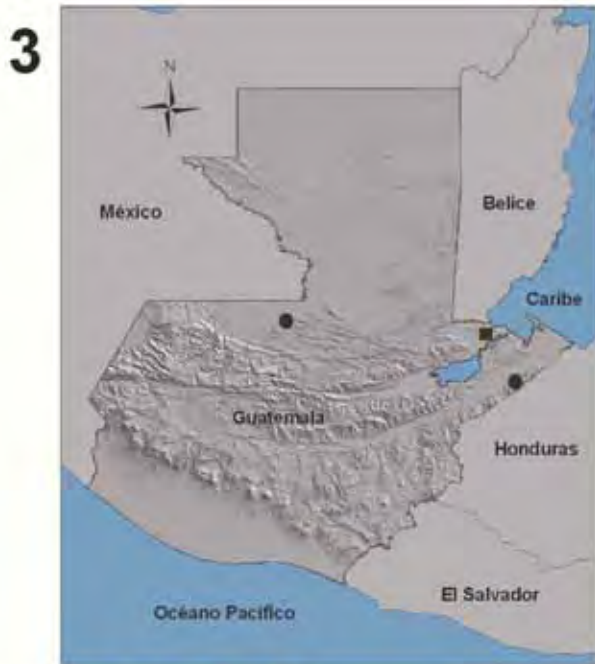 3
N
México
Belice
Caribe
Guatemala
Honduras
El Salvador
Océano Pacífico